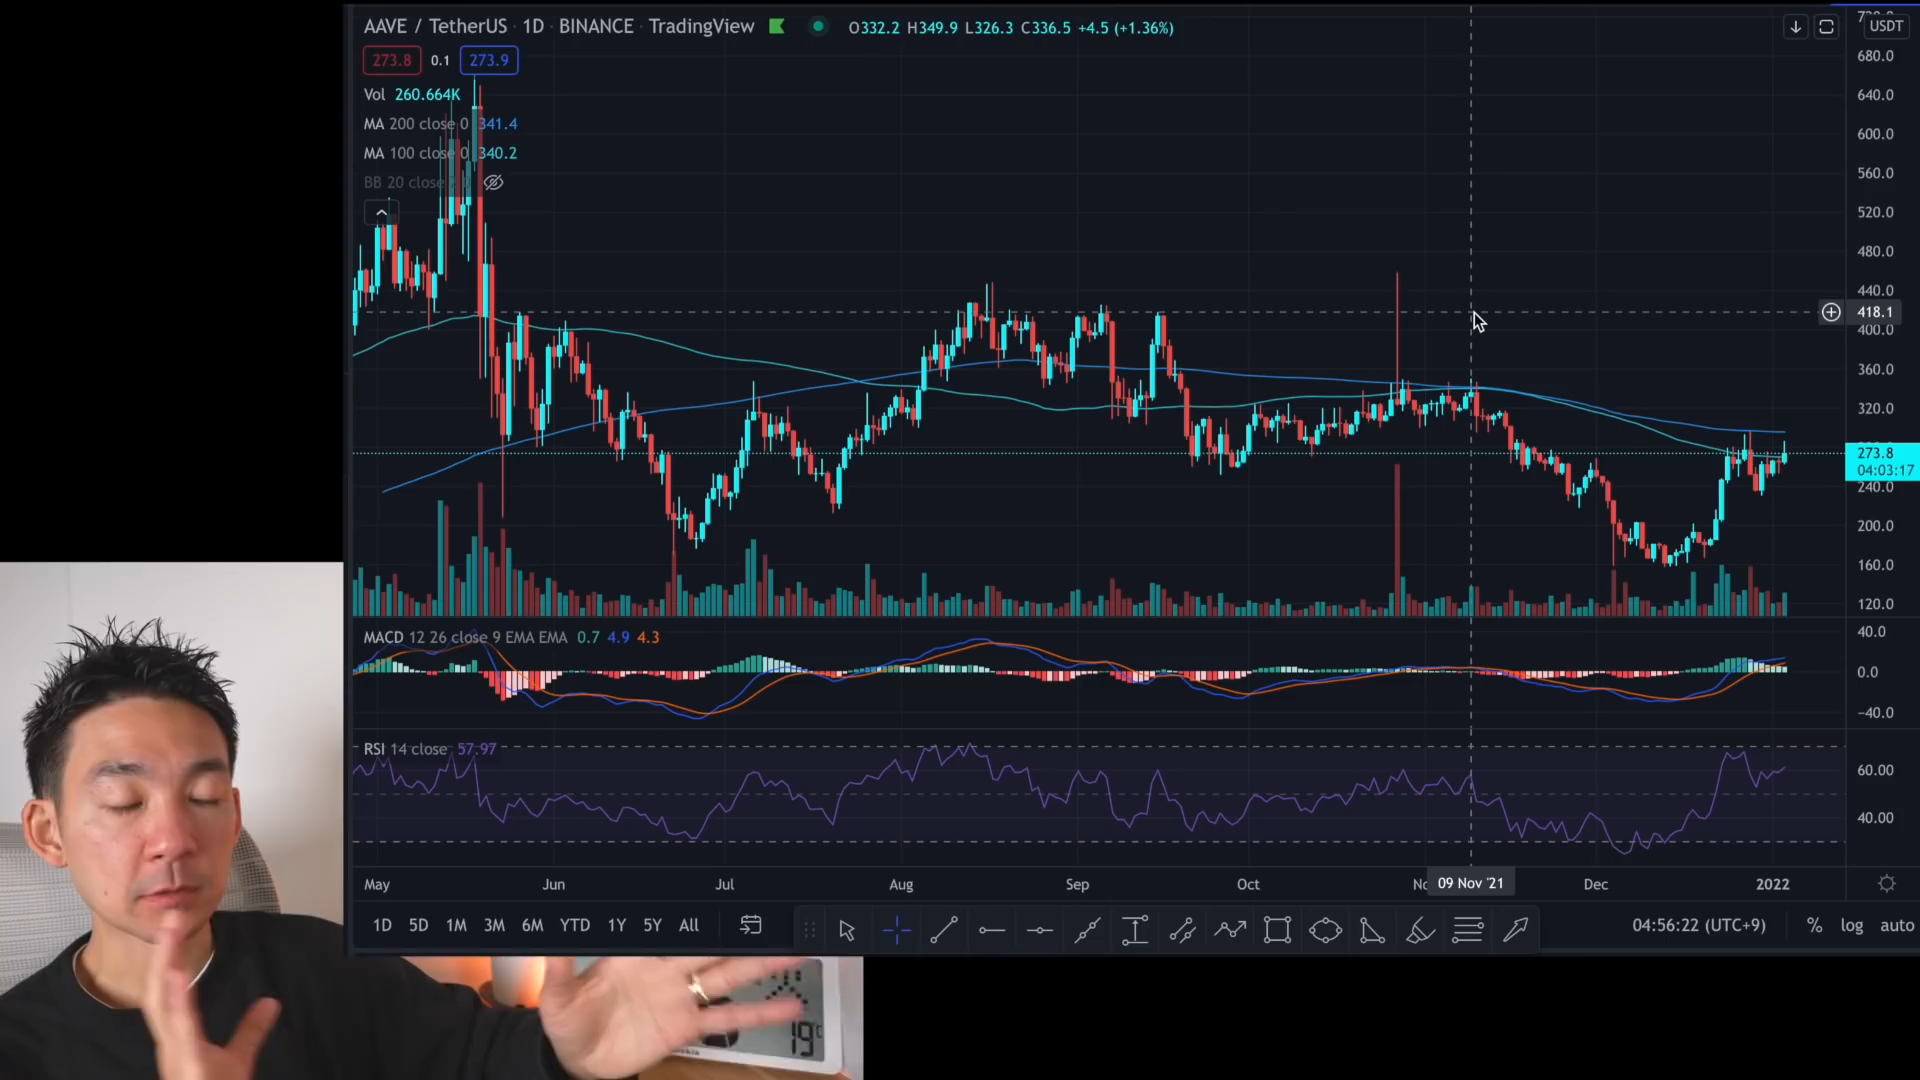 AAVE / TetherUS · 1D · BINANCE · TradingView O332.2 H349.9 L326.3 C336.5 +4.5 (+1.36%)
USDT
273.8 0.1 273.9
Vol 260.664K
MA 200 close 0 341.4
MA 100 close 0 340.2
BB 20 close
680.0
640.0
600.0
560.0
520.0
480.0
440.0
418.1
400.0
360.0
320.0
273.8
04:03:17
240.0
200.0
160.0
120.0
MACD 12 26 close 9 EMA EMA 0.7 4.9 4.3
40.0
0.0
−40.0
RSI 14 close 57.97
60.00
40.00
May Jun Jul Aug Sep Oct 09 Nov '21 Dec 2022
1D 5D 1M 3M 6M YTD 1Y 5Y All
04:56:22 (UTC+9) % log auto
19°C